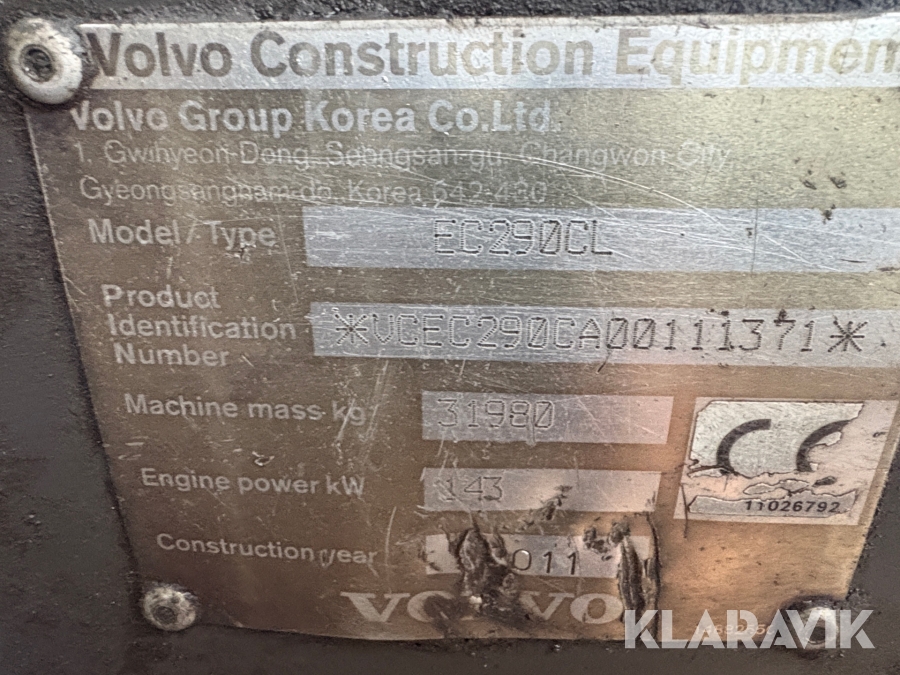 Volvo Construction Equipmen
Volvo Group Korea Co.Ltd.
1, Gwihyeon-Dong, Seongsan-gu, Changwon City,
Gyeongsangnam-do, Korea 642-430
Model / Type EC290CL
Product
Identification *VCEC290CA00111371*
Number
Machine mass kg 31980
CE
Engine power kW 143
11026792
Construction year 011
VOLVO
KLARAVIK